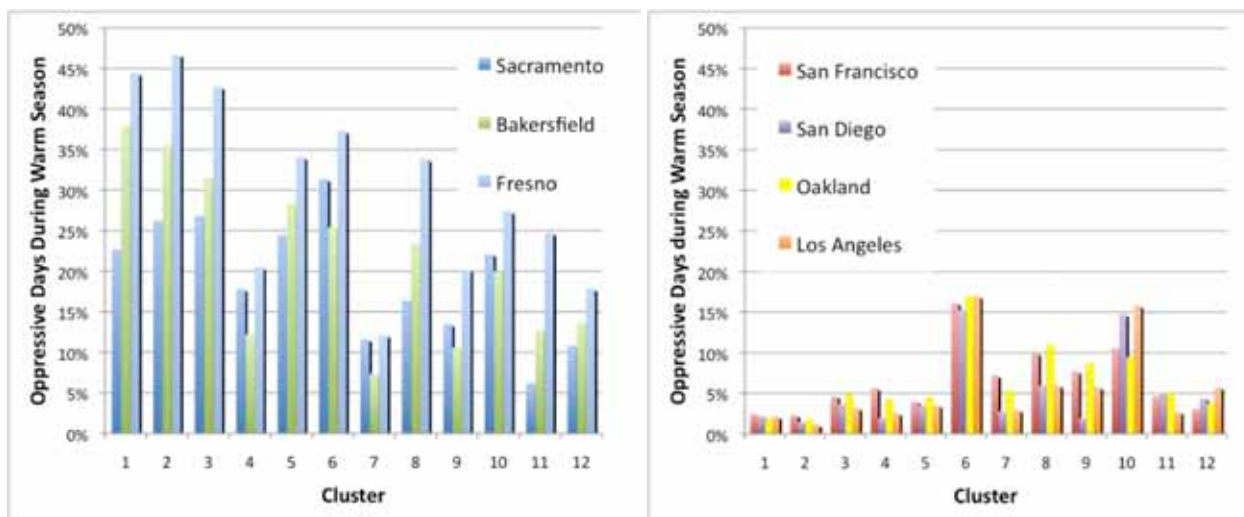 Oppressive Days During Warm Season
50%
45%
40%
35%
30%
25%
20%
15%
10%
5%
0%
Sacramento
Bakersfield
Fresno
1 2 3 4 5 6 7 8 9 10 11 12
Cluster
Oppressive Days during Warm Season
50%
45%
40%
35%
30%
25%
20%
15%
10%
5%
0%
San Francisco
San Diego
Oakland
Los Angeles
1 2 3 4 5 6 7 8 9 10 11 12
Cluster